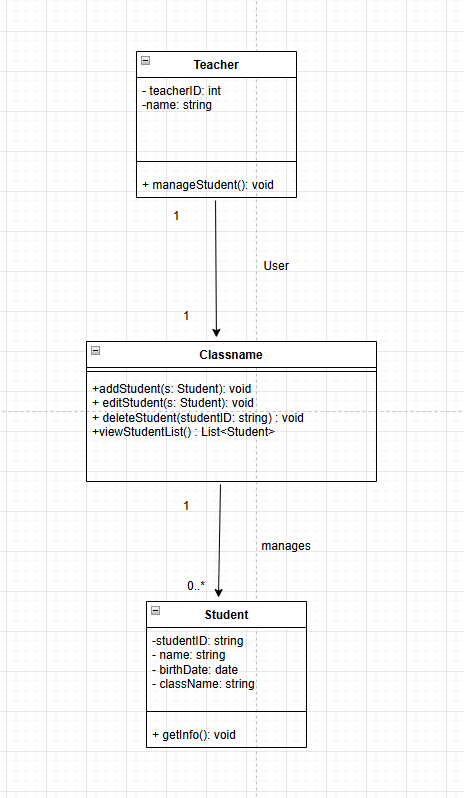 Teacher
- teacherID: int
-name: string
+ manageStudent(): void
1
User
1
Classname
+addStudent(s: Student): void
+ editStudent(s: Student): void
+ deleteStudent(studentID: string) : void
+viewStudentList() : List<Student>
1
manages
0..*
Student
-studentID: string
- name: string
- birthDate: date
- className: string
+ getInfo(): void